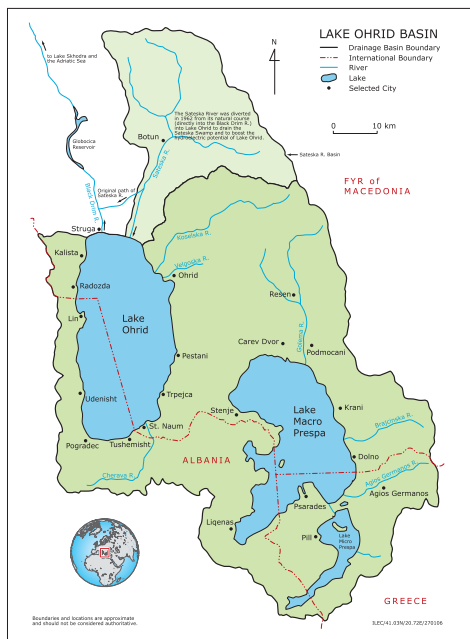 LAKE OHRID BASIN
Drainage Basin Boundary
International Boundary
River
Lake
Selected City
N
0 10 km
to Lake Skhodra and
the Adriatic Sea
Globocica
Reservoir
Black Drim R.
Original path of
Sateska R.
Botun
Sateska R.
The Sateska River was diverted
in 1962 from its natural course
(directly into the Black Drim R.)
into Lake Ohrid to drain the
Sateska Swamp and to boost the
hydroelectric potential of Lake Ohrid.
Sateska R. Basin
FYR of
MACEDONIA
Struga
Kalista
Koselska R.
Velgoska R.
Ohrid
Radozda
Lin
Lake
Ohrid
Resen
Golema R.
Carev Dvor
Podmocani
Pestani
Udenisht
Trpejca
Stenje
Lake
Macro
Prespa
Krani
Brajcinska R.
St. Naum
Pogradec
Tushemisht
Cherava R.
ALBANIA
Dolno
Agios Germanos R.
Agios Germanos
Psarades
Liqenas
Pill
Lake
Micro
Prespa
GREECE
Boundaries and locations are approximate
and should not be considered authoritative.
ILEC/41.03N/20.72E/270106